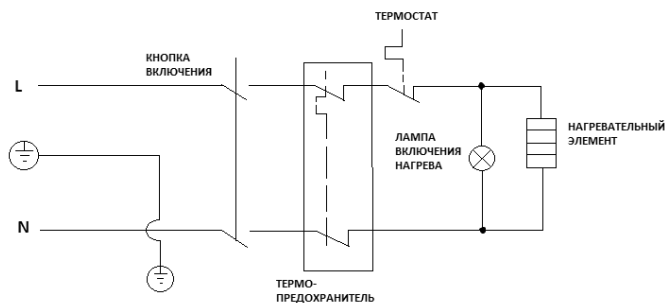 ТЕРМОСТАТ
КНОПКА
ВКЛЮЧЕНИЯ
L
ЛАМПА
ВКЛЮЧЕНИЯ
НАГРЕВА
НАГРЕВАТЕЛЬНЫЙ
ЭЛЕМЕНТ
N
ТЕРМО-
ПРЕДОХРАНИТЕЛЬ